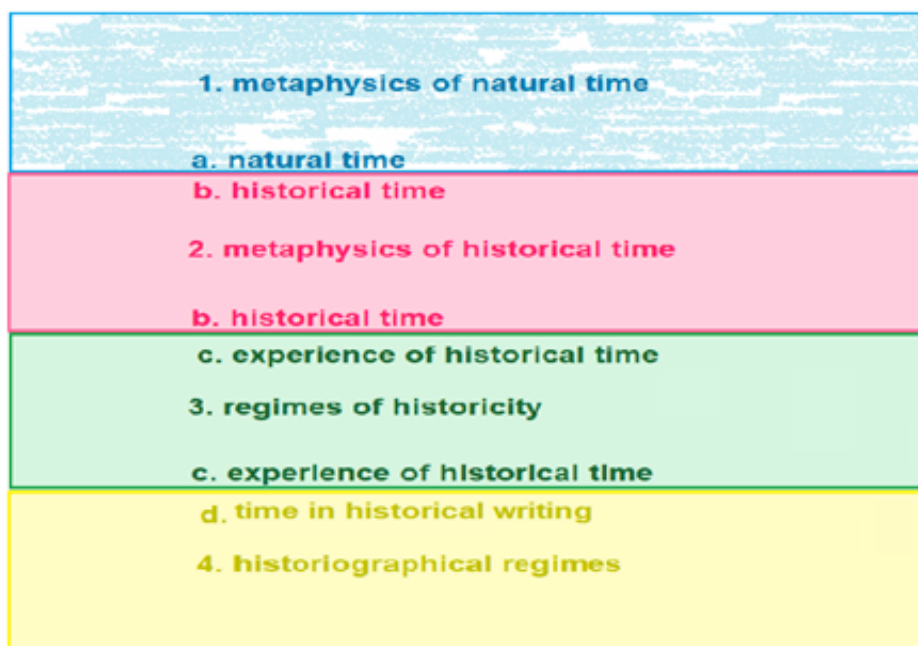 1. metaphysics of natural time
a. natural time
b. historical time
2. metaphysics of historical time
b. historical time
c. experience of historical time
3. regimes of historicity
c. experience of historical time
d. time in historical writing
4. historiographical regimes